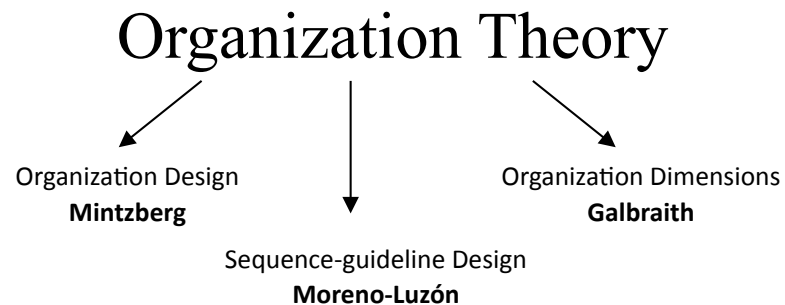 Organization Theory
Organization Design
Mintzberg
Organization Dimensions
Galbraith
Sequence-guideline Design
Moreno-Luzón